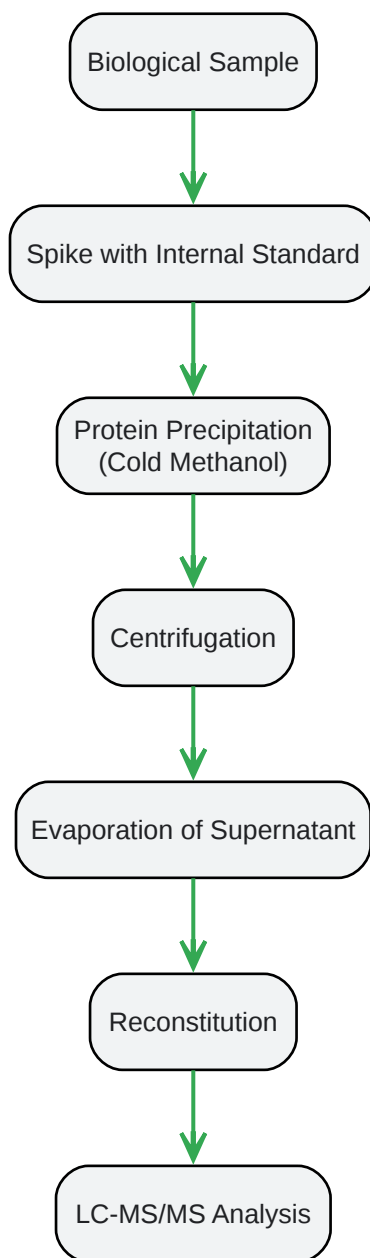 Biological Sample
Spike with Internal Standard
Protein Precipitation
(Cold Methanol)
Centrifugation
Evaporation of Supernatant
Reconstitution
LC-MS/MS Analysis